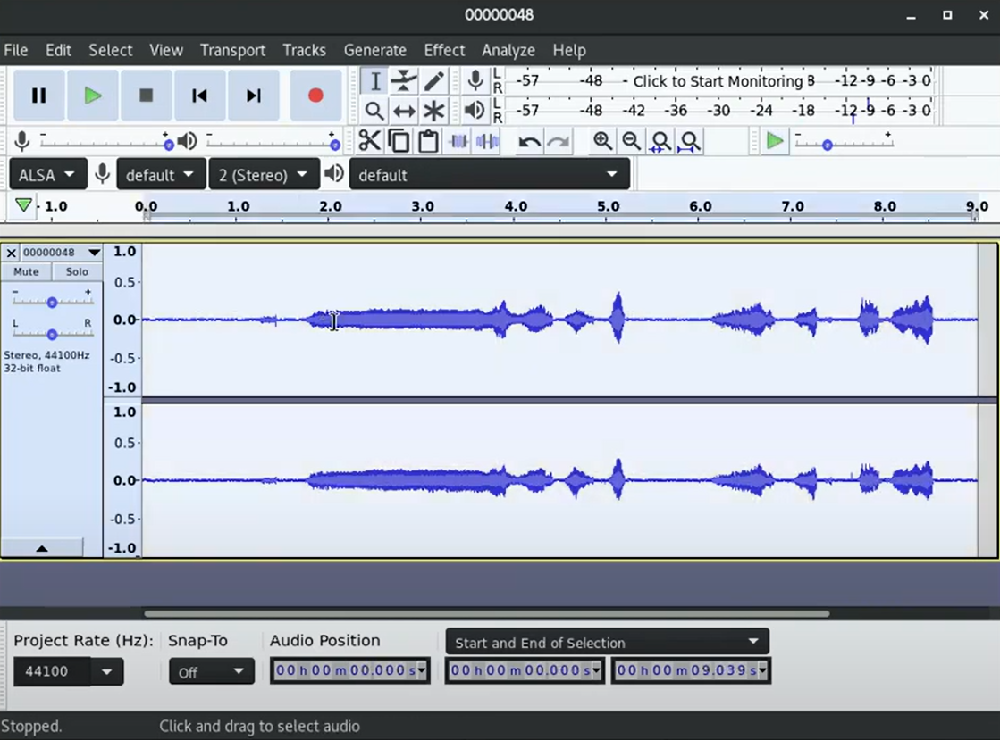 00000048
File Edit Select View Transport Tracks Generate Effect Analyze Help
L R -57 -48 - Click to Start Monitoring 8 -12 -9 -6 -3 0
L R -57 -48 -42 -36 -30 -24 -18 -12 -9 -6 -3 0
- + - + - +
ALSA default 2 (Stereo) default
- 1.0 0.0 1.0 2.0 3.0 4.0 5.0 6.0 7.0 8.0 9.0
00000048 1.0
Mute Solo
0.5
- +
0.0
L R
Stereo, 44100Hz
-0.5
32-bit float
-1.0
1.0
0.5
0.0
-0.5
-1.0
Project Rate (Hz): Snap-To Audio Position Start and End of Selection
44100 Off 00 h 00 m 00.000 s 00 h 00 m 00.000 s 00 h 00 m 09.039 s
Stopped. Click and drag to select audio